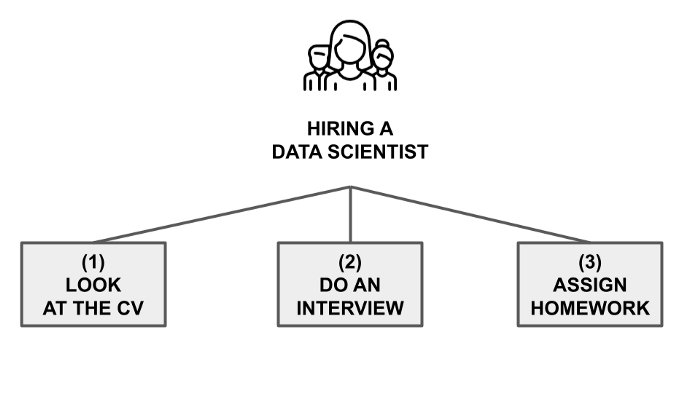 HIRING A
DATA SCIENTIST
(1)
LOOK
AT THE CV
(2)
DO AN
INTERVIEW
(3)
ASSIGN
HOMEWORK